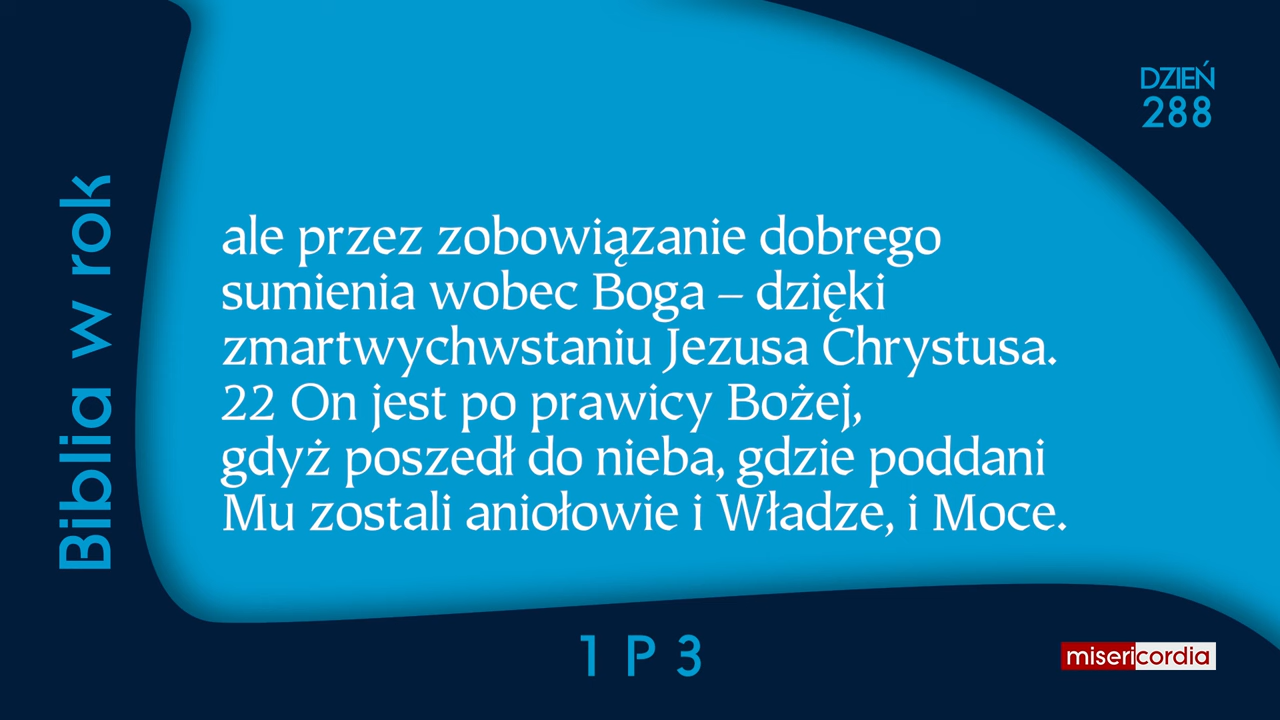 DZIEŃ
288
Biblia w rok
ale przez zobowiązanie dobrego
sumienia wobec Boga – dzięki
zmartwychwstaniu Jezusa Chrystusa.
22 On jest po prawicy Bożej,
gdyż poszedł do nieba, gdzie poddani
Mu zostali aniołowie i Władze, i Moce.
1 P 3
misericordia